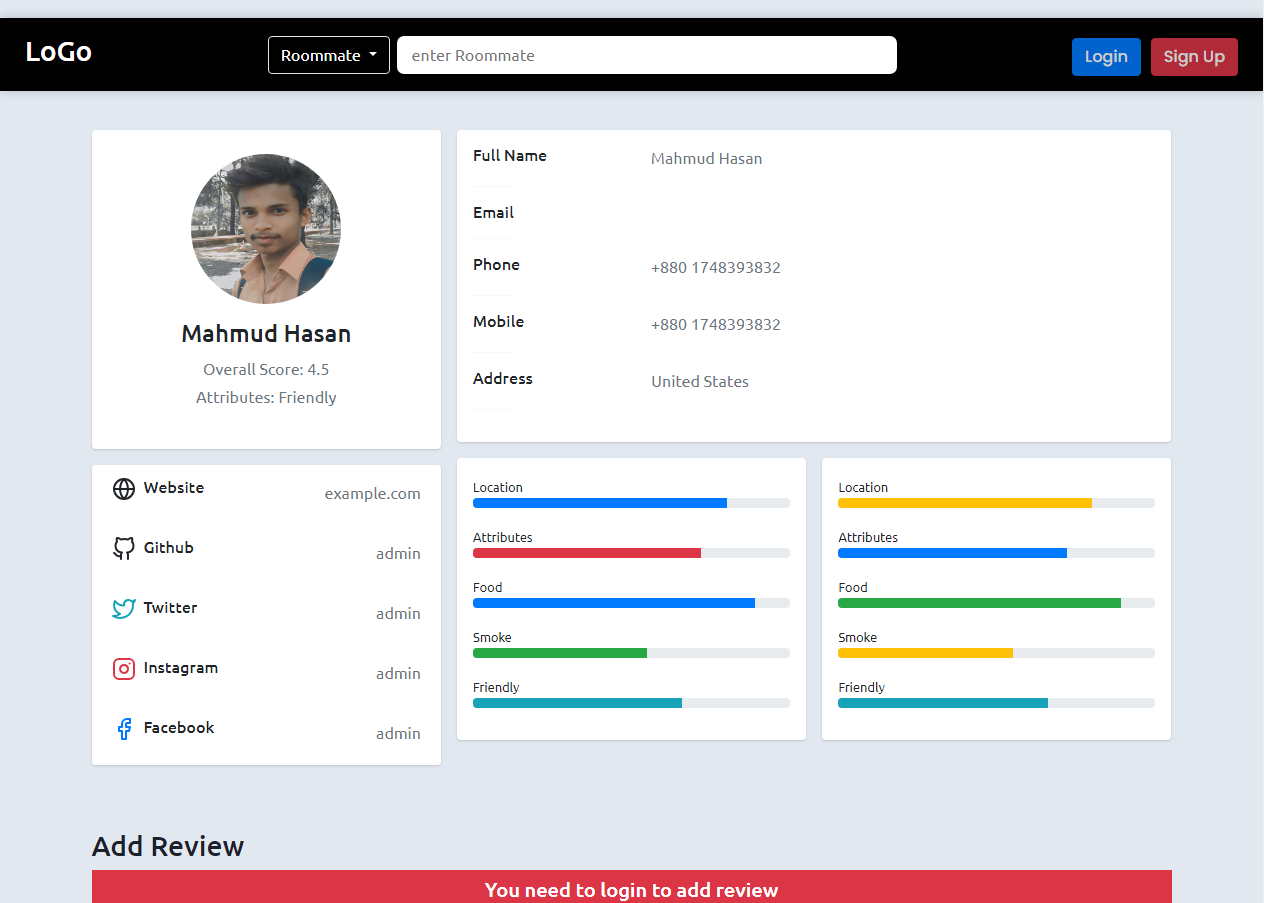 LoGo
Roommate
enter Roommate
Login
Sign Up
Mahmud Hasan
Overall Score: 4.5
Attributes: Friendly
Full Name
Mahmud Hasan
Email
Phone
+880 1748393832
Mobile
+880 1748393832
Address
United States
Website
example.com
Github
admin
Twitter
admin
Instagram
admin
Facebook
admin
Location
Attributes
Food
Smoke
Friendly
Location
Attributes
Food
Smoke
Friendly
Add Review
You need to login to add review